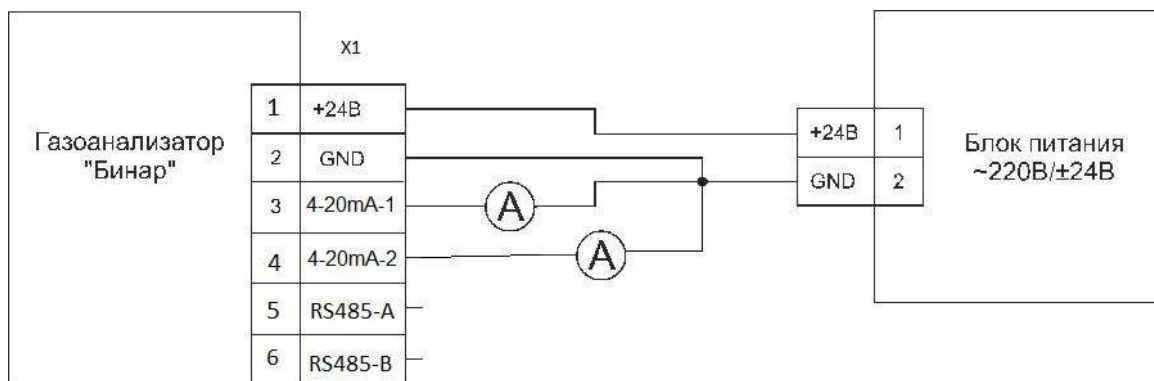 X1
Газоанализатор
"Бинар"
1 +24В
2 GND
3 4-20mA-1
4 4-20mA-2
5 RS485-A
6 RS485-B
A
A
+24В 1
GND 2
Блок питания
~220В/±24В